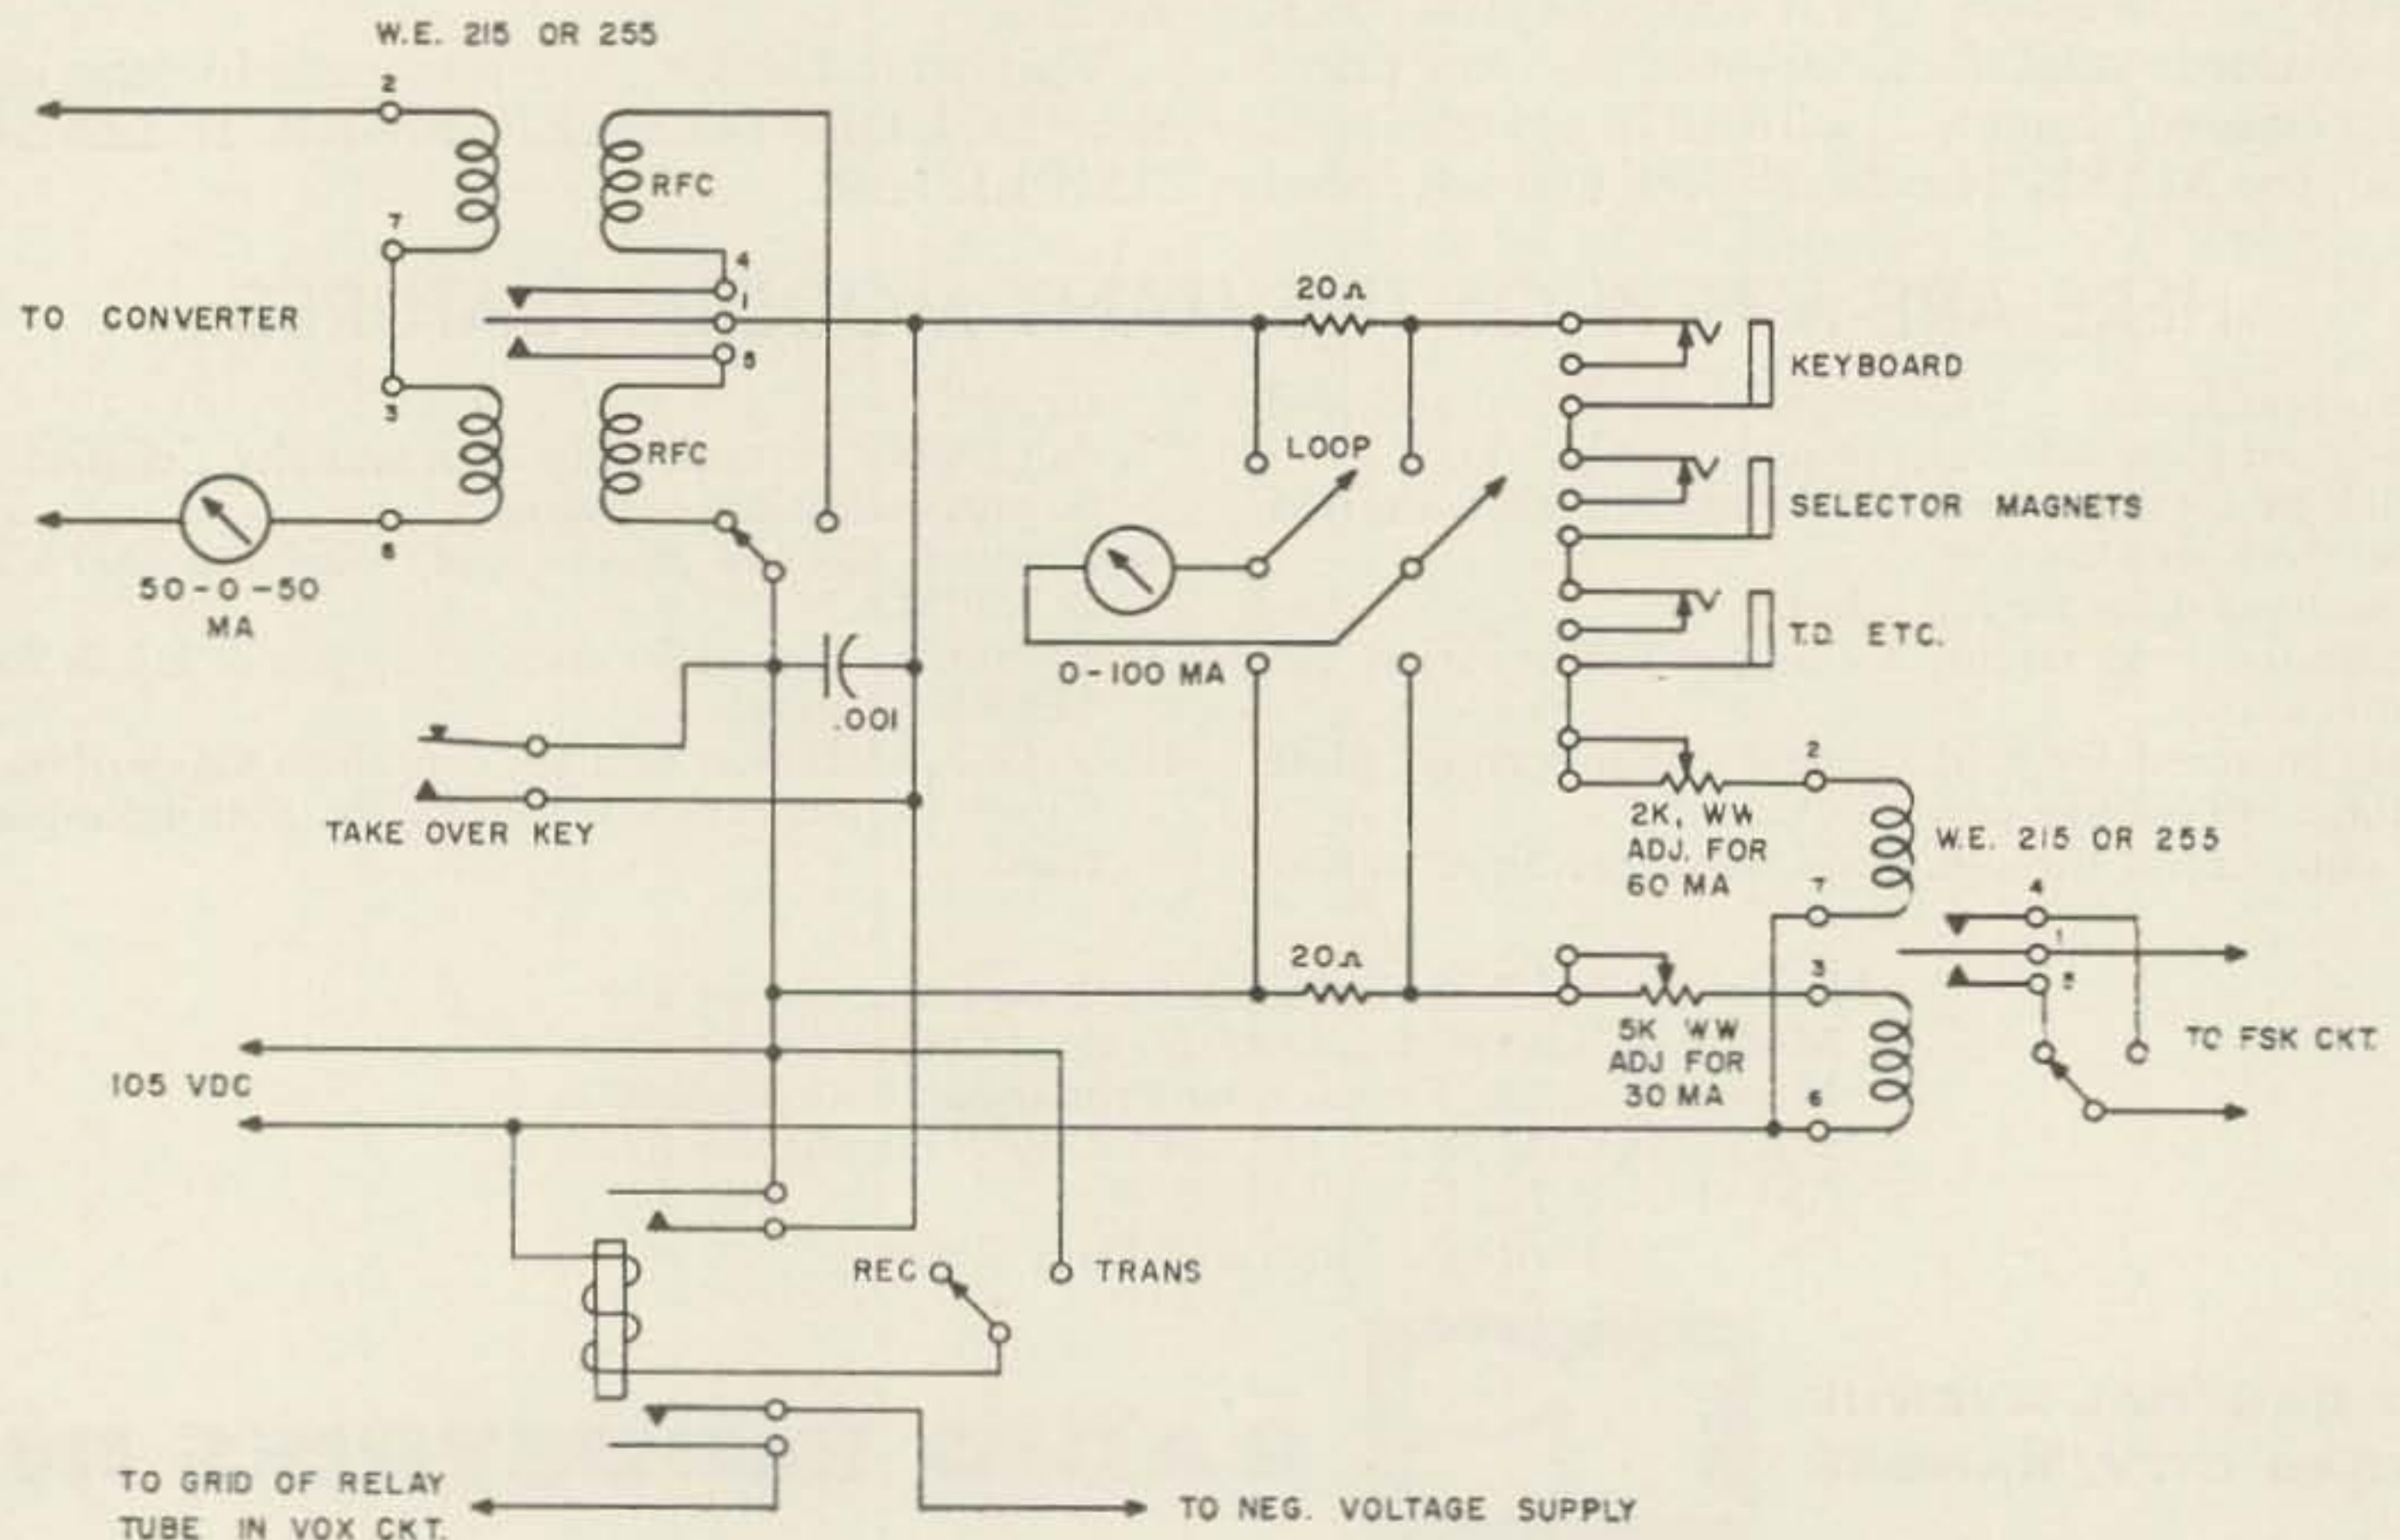 W.E. 215 OR 255
2
7
RFC
4
1
5
TO CONVERTER
3
RFC
6
50-0-50
MA
20Ω
KEYBOARD
LOOP
SELECTOR MAGNETS
T.D. ETC.
0-100 MA
.001
TAKE OVER KEY
2
2K, WW
ADJ. FOR
60 MA
W.E. 215 OR 255
7
4
1
3
5
20Ω
5K WW
ADJ FOR
30 MA
6
TO FSK CKT.
105 VDC
REC
TRANS
TO GRID OF RELAY
TUBE IN VOX CKT.
TO NEG. VOLTAGE SUPPLY